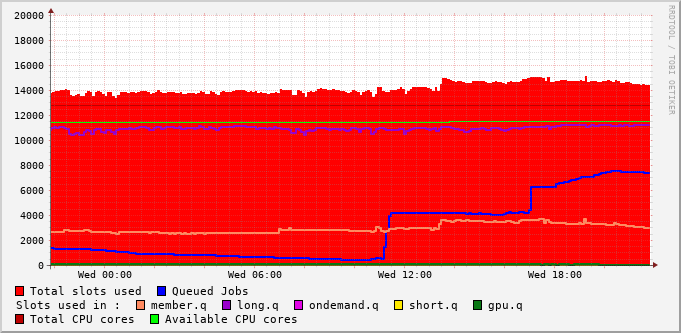 20000
18000
16000
14000
12000
10000
8000
6000
4000
2000
0
Wed 00:00 Wed 06:00 Wed 12:00 Wed 18:00
RRDTOOL / TOBI OETIKER
Total slots used Queued Jobs
Slots used in : member.q long.q ondemand.q short.q gpu.q
Total CPU cores Available CPU cores